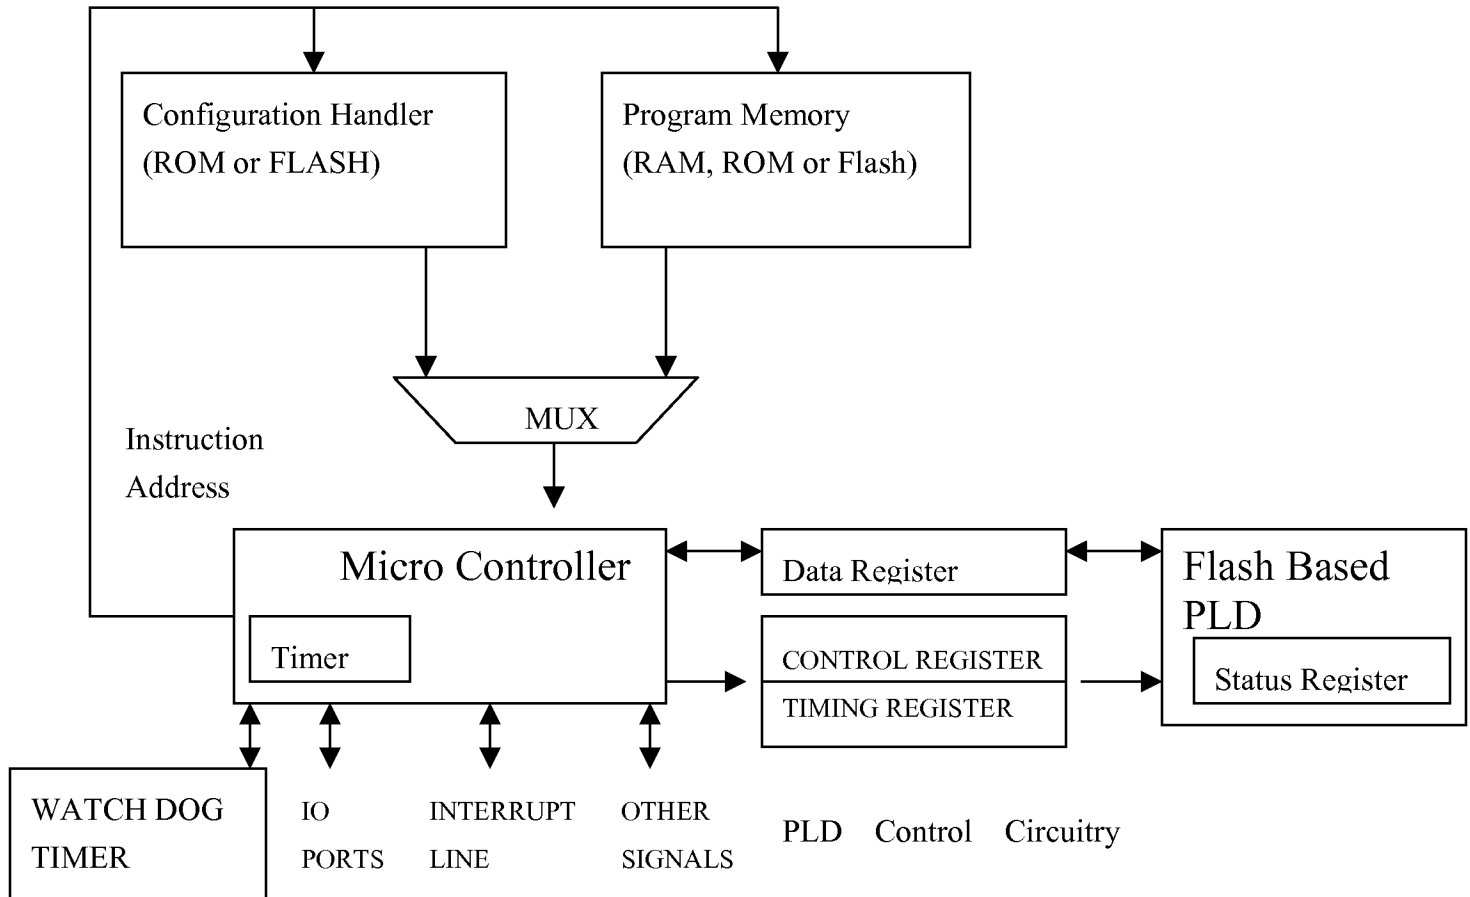 Configuration Handler
(ROM or FLASH)
Program Memory
(RAM, ROM or Flash)
MUX
Instruction
Address
Micro Controller
Timer
Data Register
CONTROL REGISTER
TIMING REGISTER
Flash Based
PLD
Status Register
WATCH DOG
TIMER
IO
PORTS
INTERRUPT
LINE
OTHER
SIGNALS
PLD Control Circuitry